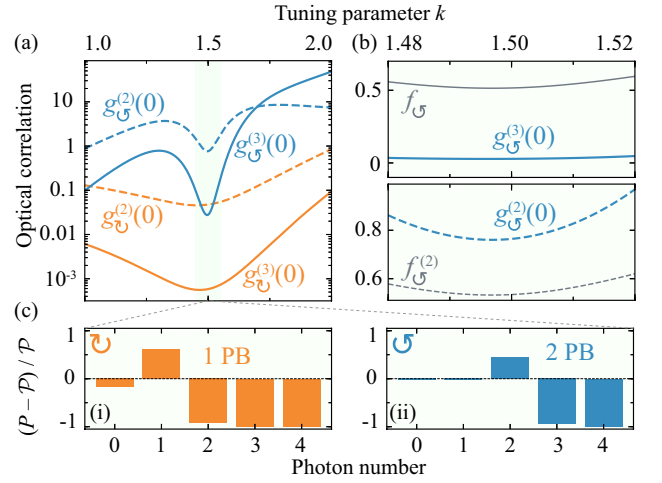 Tuning parameter k
(a) 1.0 1.5 2.0
(b) 1.48 1.50 1.52
Optical correlation
10
1
0.1
0.01
10⁻³
g↺⁽²⁾(0)
g↺⁽³⁾(0)
g↻⁽²⁾(0)
g↻⁽³⁾(0)
0.5
0
f↺
g↺⁽³⁾(0)
0.8
0.6
g↺⁽²⁾(0)
f↺⁽²⁾
(c)
(P − 𝒫) / 𝒫
1
0
-1
↻ 1 PB
(i)
0 1 2 3 4
1
0
-1
↺ 2 PB
(ii)
0 1 2 3 4
Photon number